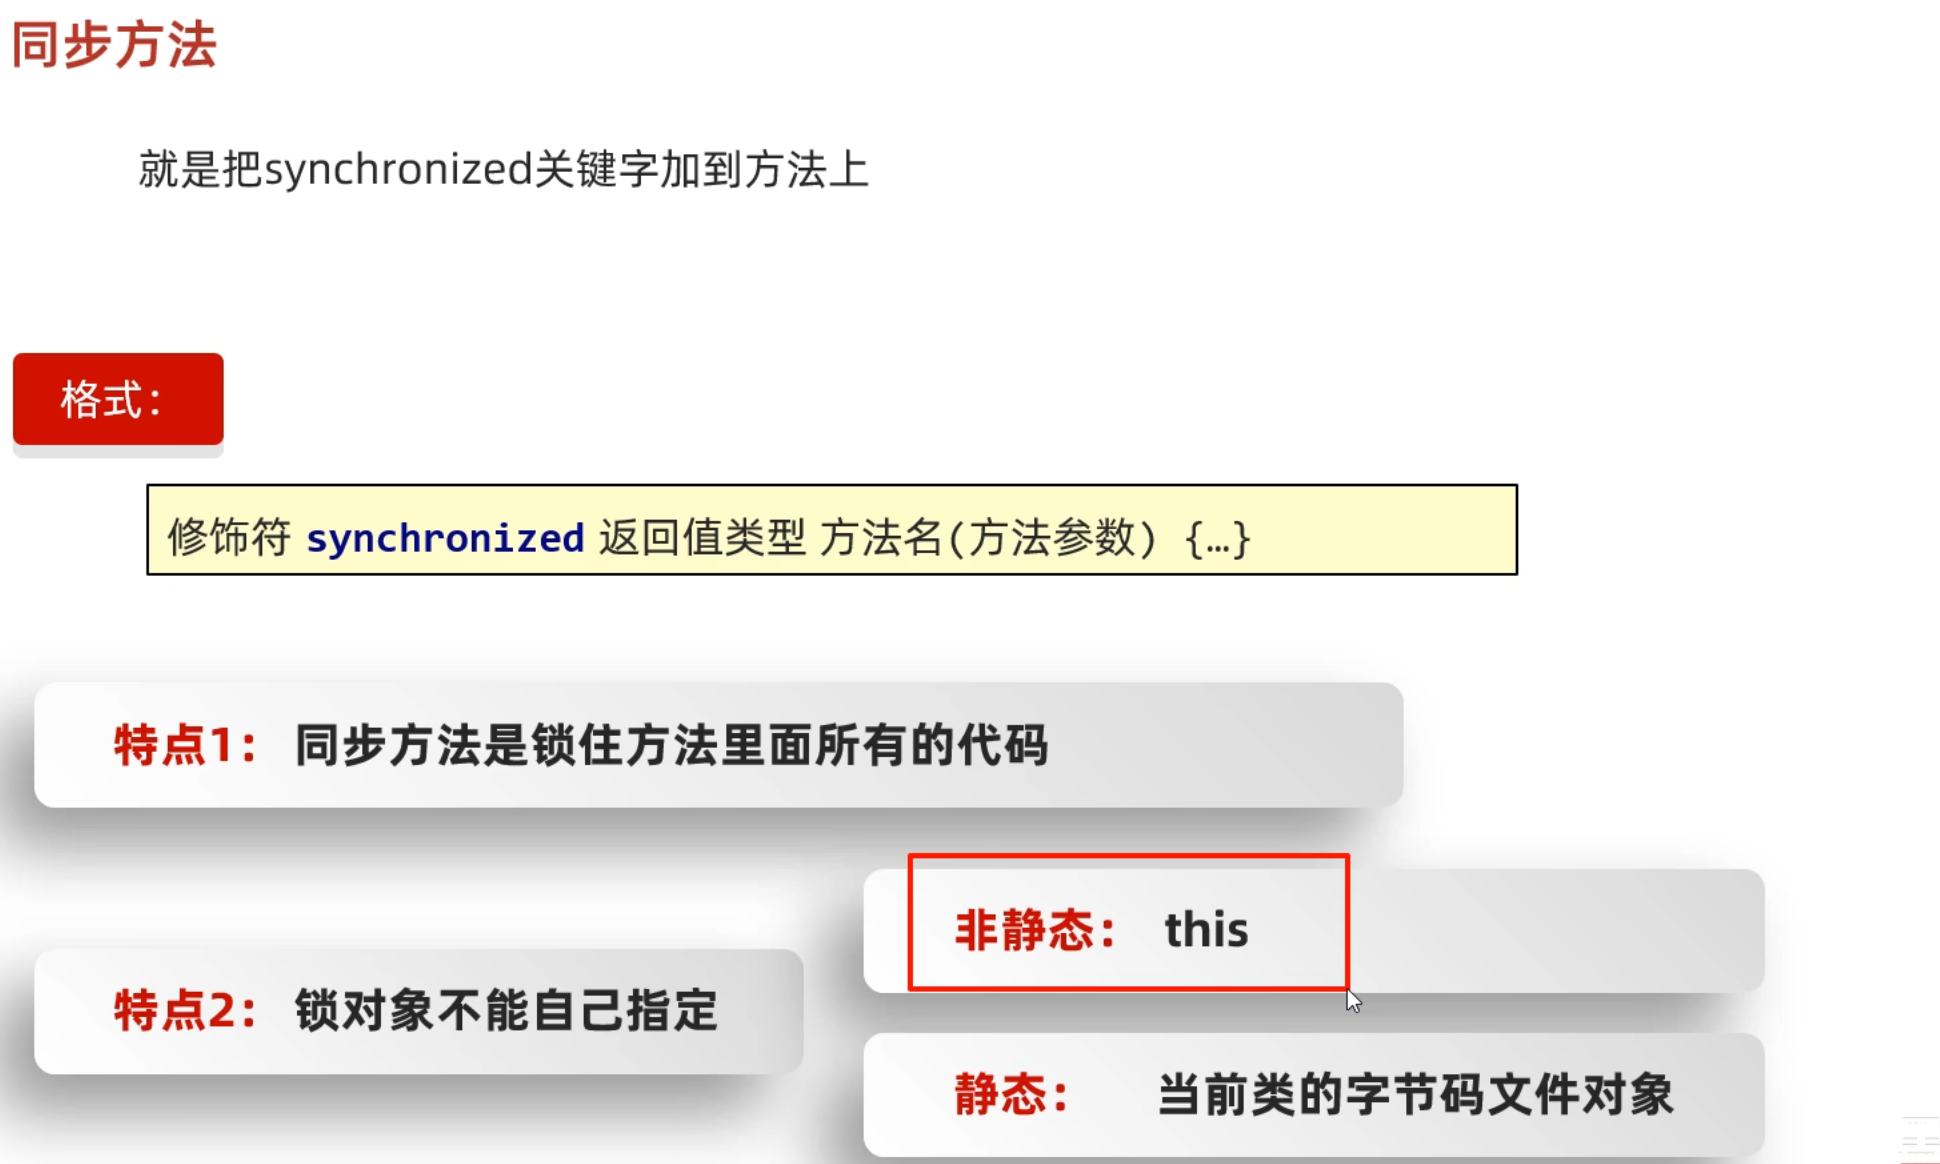 同步方法
就是把synchronized关键字加到方法上
格式：
修饰符 synchronized 返回值类型 方法名(方法参数) {…}
特点1： 同步方法是锁住方法里面所有的代码
特点2： 锁对象不能自己指定
非静态： this
静态： 当前类的字节码文件对象